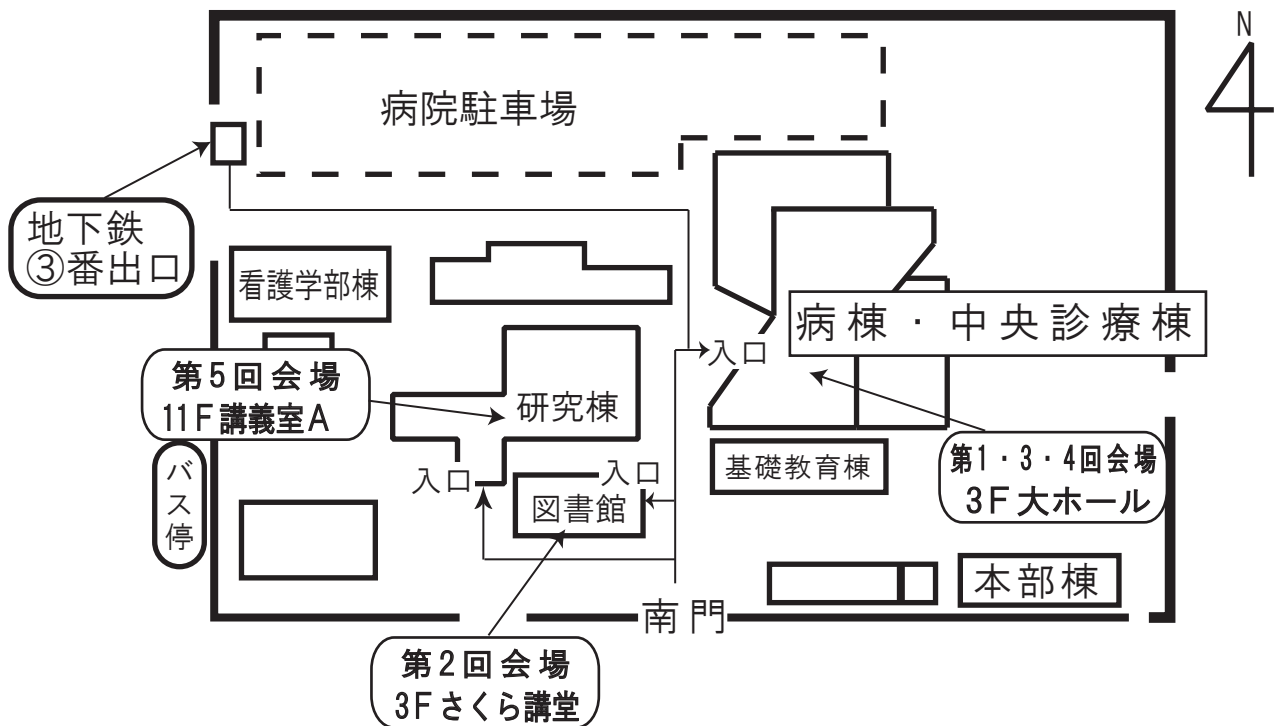 N
病院駐車場
地下鉄
③番出口
看護学部棟
病棟・中央診療棟
入口
第5回会場
11F講義室A
研究棟
第1・3・4回会場
3F大ホール
基礎教育棟
バス停
入口
入口
図書館
本部棟
南門
第2回会場
3Fさくら講堂